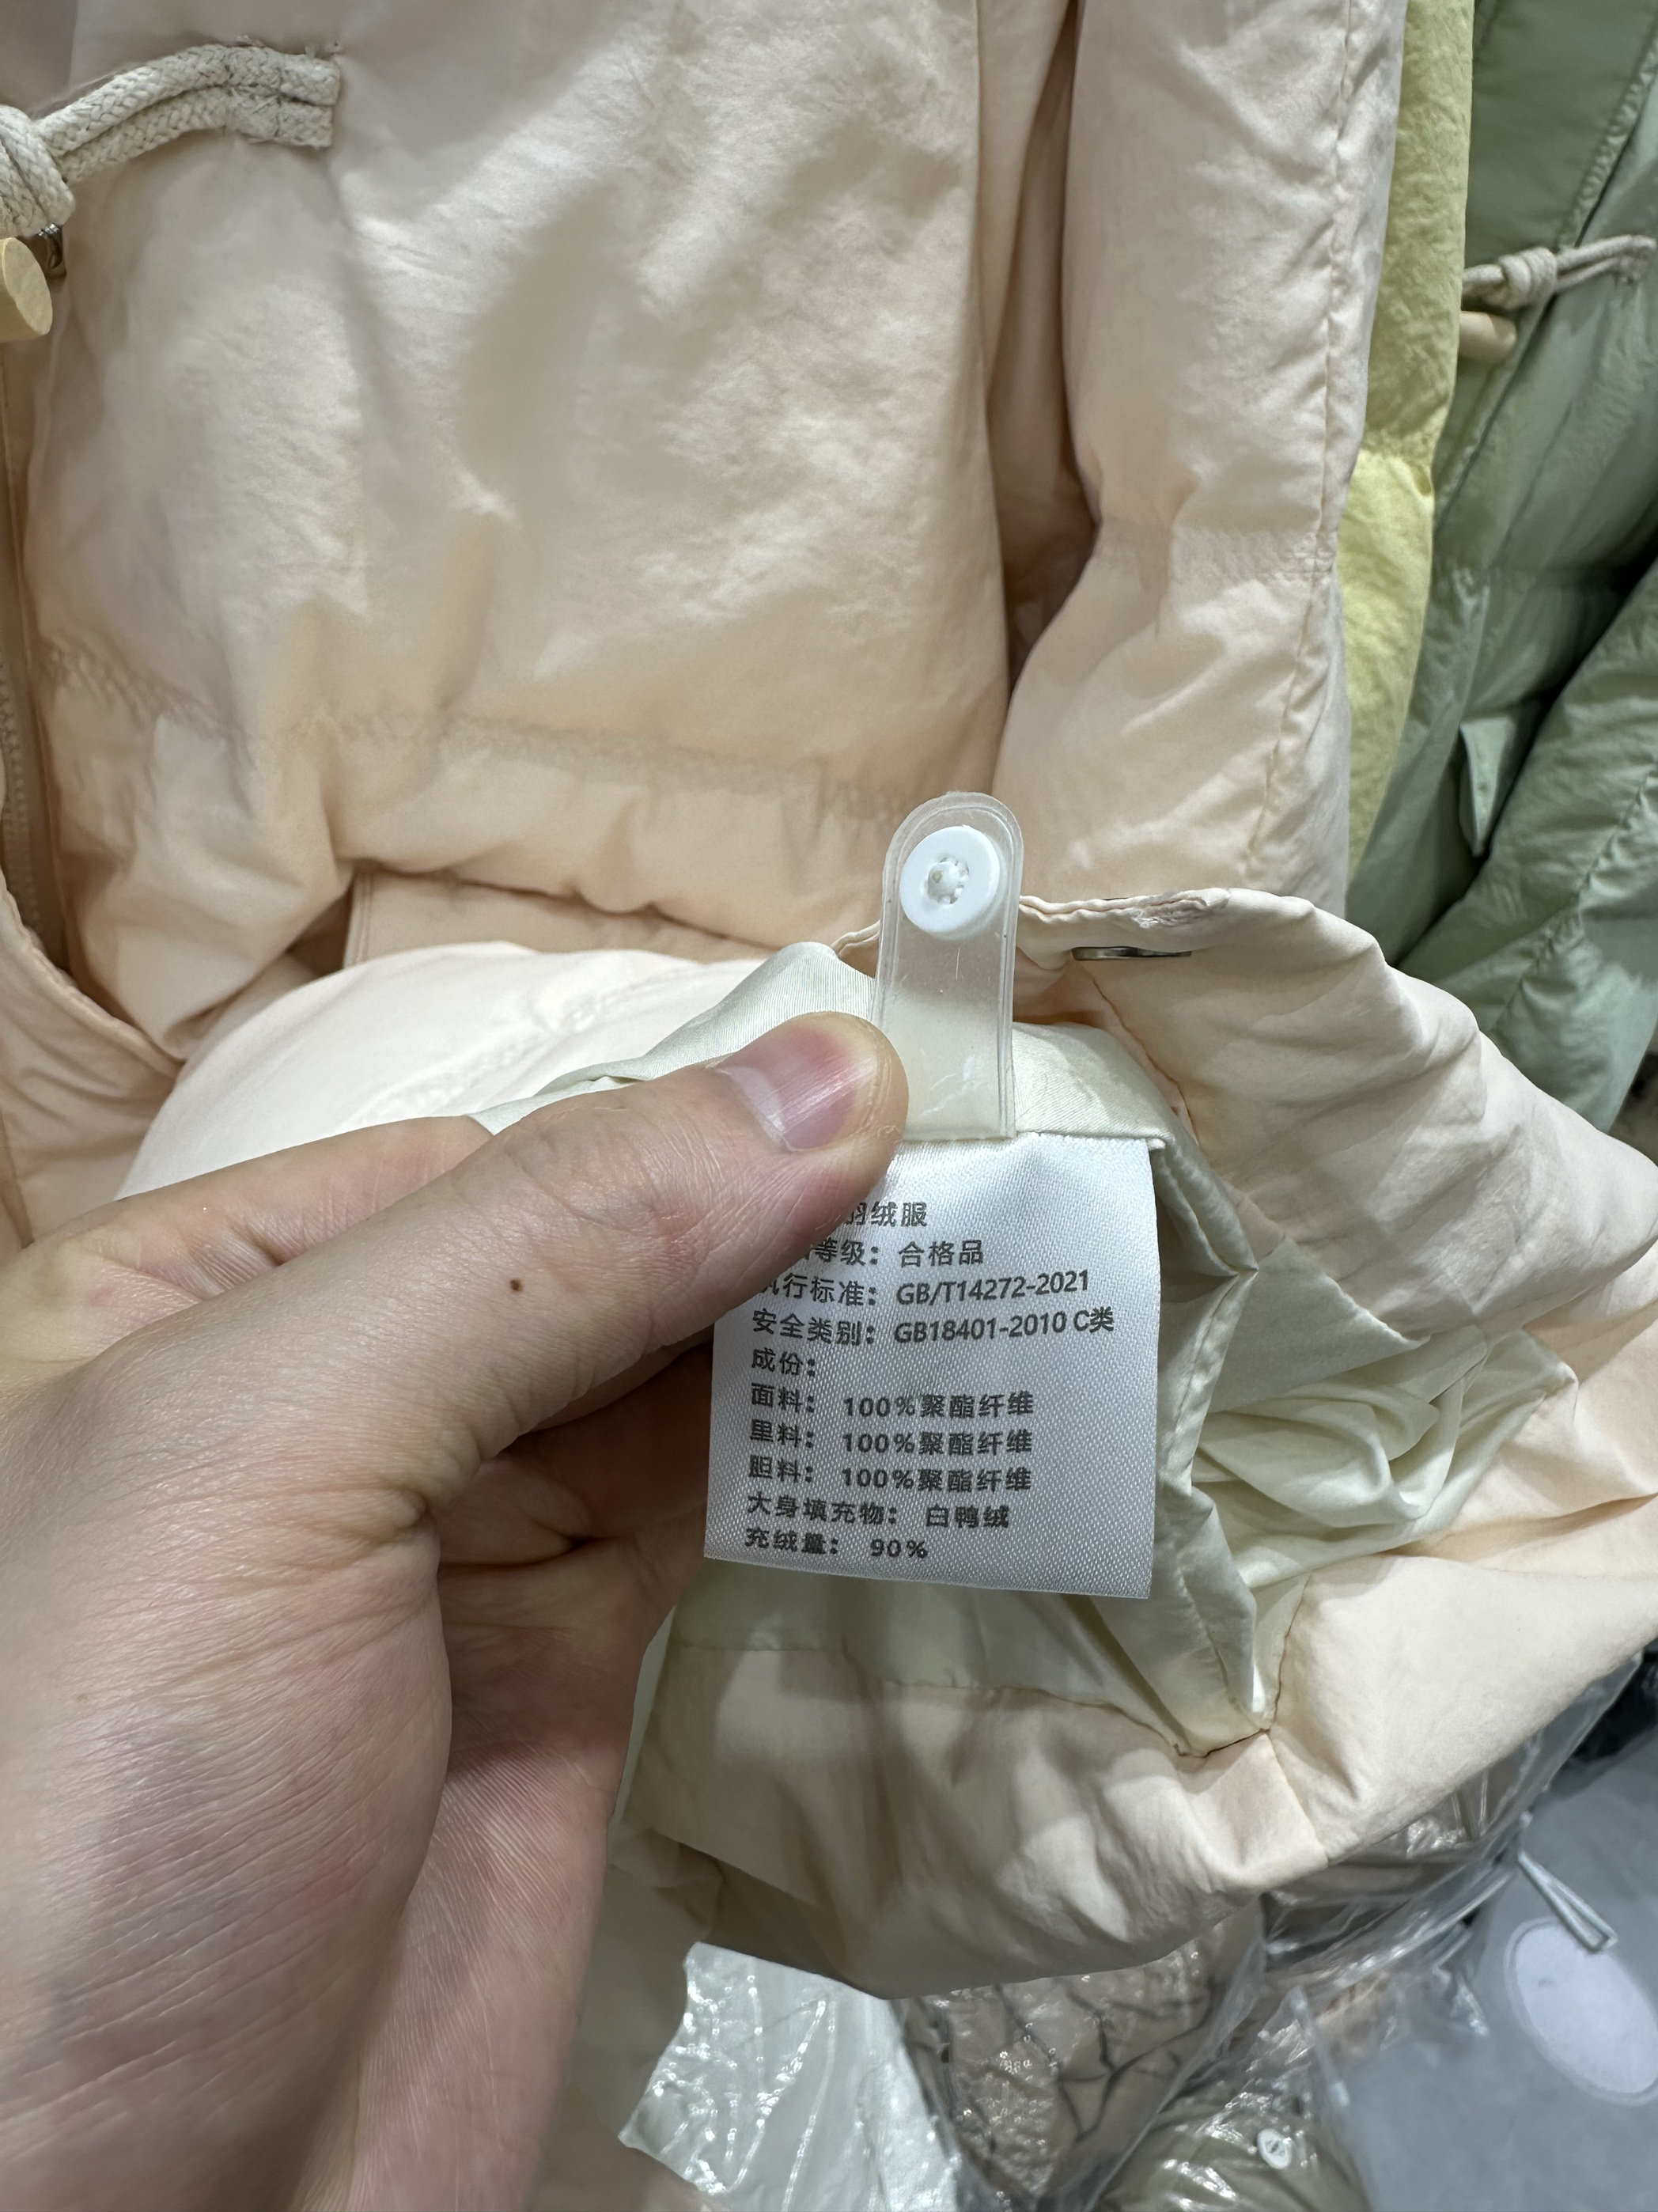 羽绒服
等级：合格品
执行标准：GB/T14272-2021
安全类别：GB18401-2010 C类
成份：
面料：100%聚酯纤维
里料：100%聚酯纤维
胆料：100%聚酯纤维
大身填充物：白鸭绒
充绒量：90%